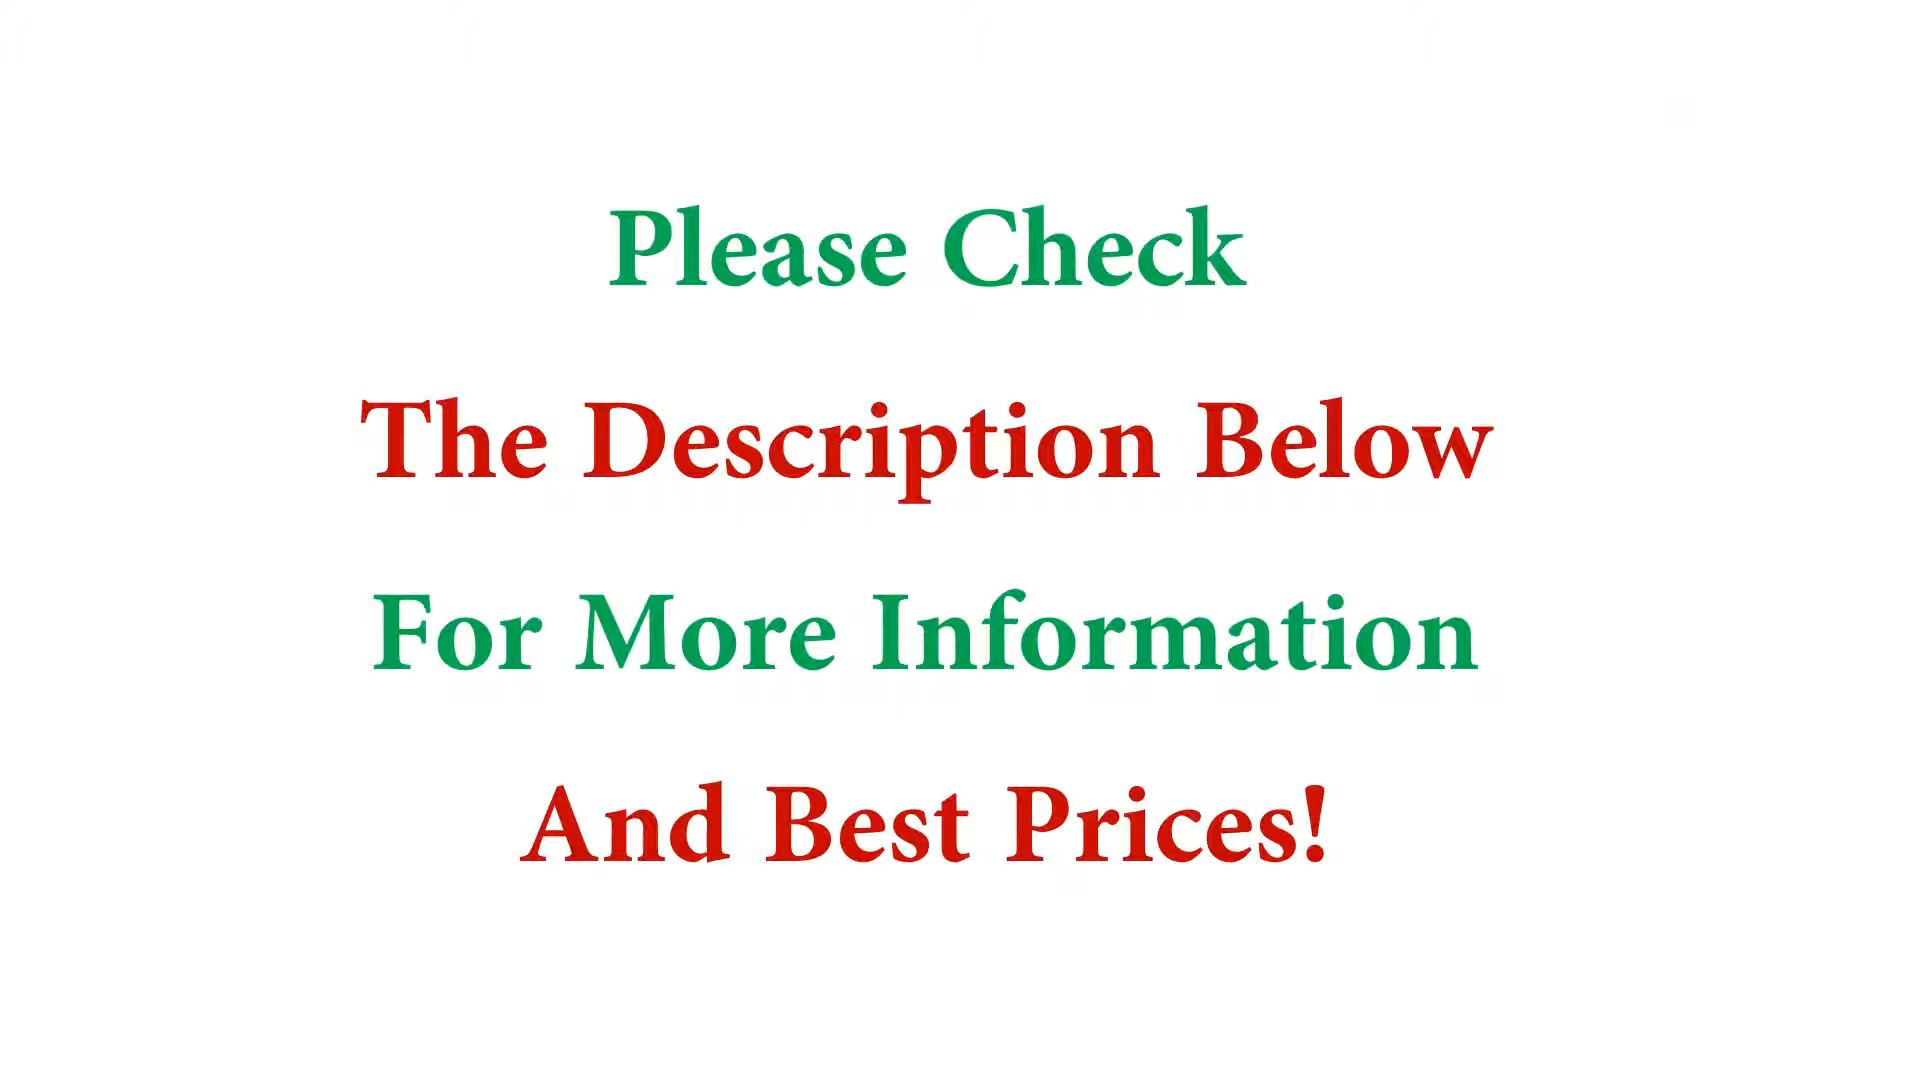 Please Check
The Description Below
For More Information
And Best Prices!